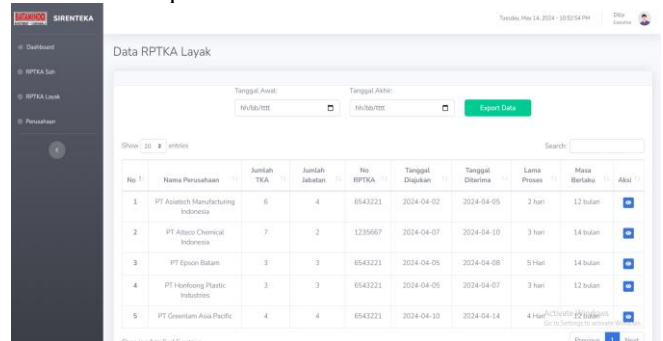 BATAMINDO SIRENTEKA
Tuesday, May 14, 2024 - 10:52:54 PM
Executive
Dashboard
Data RPTKA Layak
RPTKA Sah
RPTKA Layak
Tanggal Awal: Tanggal Akhir:
hh/bb/tttt hh/bb/tttt Export Data
Perusahaan
Show 10 entries Search:
No Nama Perusahaan Jumlah TKA Jumlah Jabatan No RPTKA Tanggal Diajukan Tanggal Diterima Lama Proses Masa Berlaku Aksi
1 PT Asietech Manufacturing Indonesia 6 4 6543221 2024-04-02 2024-04-05 2 hari 12 bulan
2 PT Alteco Chemical Indonesia 7 2 1235667 2024-04-07 2024-04-10 3 hari 14 bulan
3 PT Epson Batam 3 3 6543221 2024-04-05 2024-04-08 5 Hari 14 bulan
4 PT Honfoong Plastic Industries 3 3 6543221 2024-04-05 2024-04-07 3 hari 12 bulan
5 PT Greenlam Asia Pacific 4 4 6543221 2024-04-10 2024-04-14 4 Hari 12 bulan
Activate Windows
Go to Settings to activate Windows.
Previous 1 Next